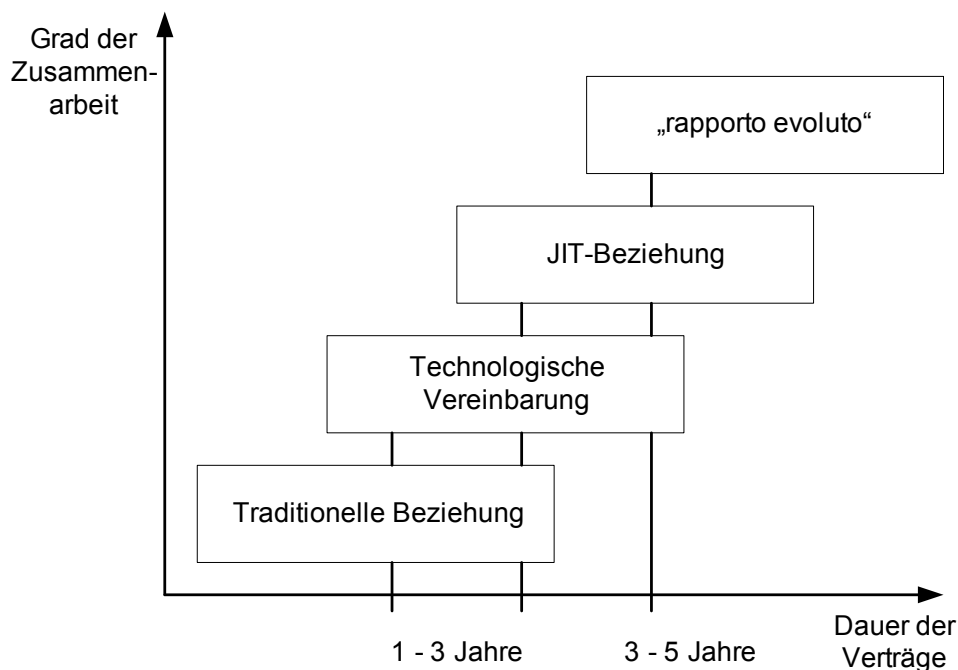 Grad der
Zusammen-
arbeit
„rapporto evoluto“
JIT-Beziehung
Technologische
Vereinbarung
Traditionelle Beziehung
1 - 3 Jahre
3 - 5 Jahre
Dauer der
Verträge